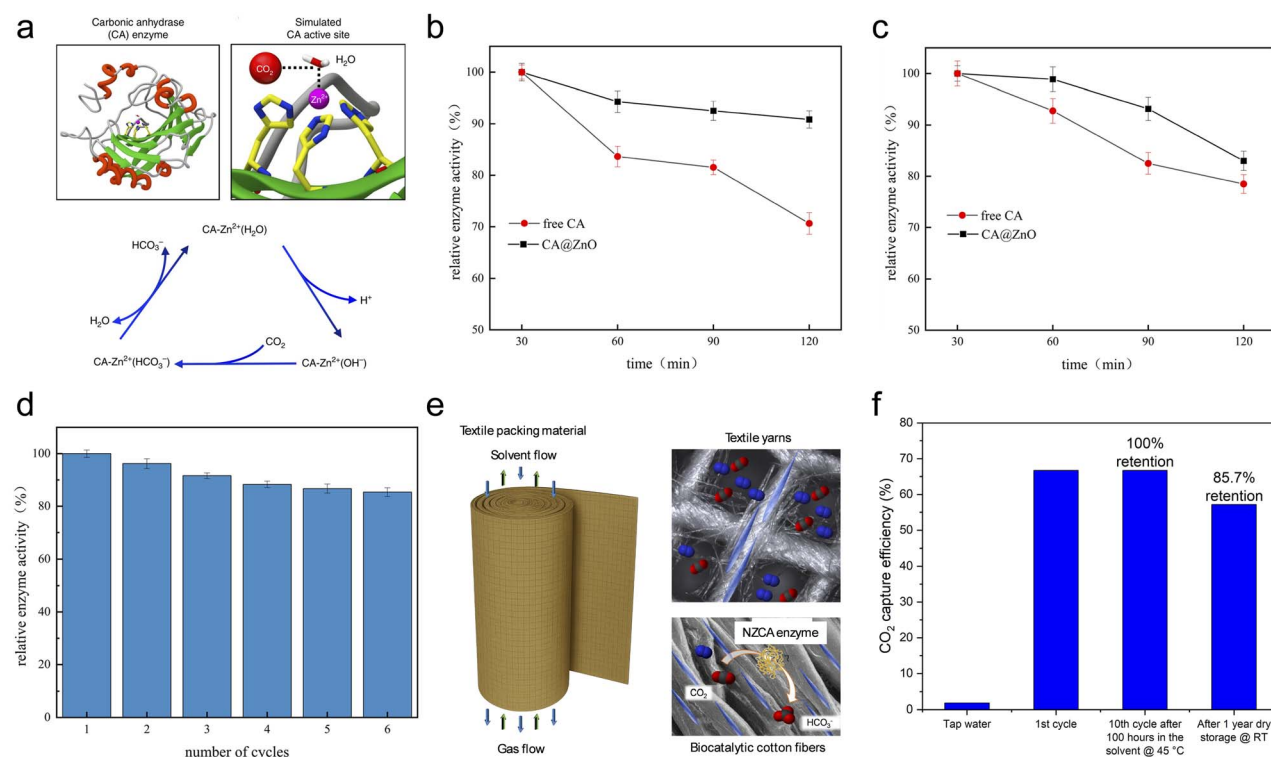 a
Carbonic anhydrase
(CA) enzyme
Simulated
CA active site
CO₂
H₂O
Zn²⁺
CA-Zn²⁺(H₂O)
HCO₃⁻
H⁺
H₂O
CO₂
CA-Zn²⁺(HCO₃⁻)
CA-Zn²⁺(OH⁻)
b
relative enzyme activity（%）
100
90
80
70
60
50
free CA
CA@ZnO
30
60
90
120
time（min）
c
relative enzyme activity（%）
100
90
80
70
60
50
free CA
CA@ZnO
30
60
90
120
time（min）
d
relative enzyme activity（%）
100
80
60
40
20
0
1
2
3
4
5
6
number of cycles
e
Textile packing material
Solvent flow
Gas flow
Textile yarns
NZCA enzyme
CO₂
HCO₃⁻
Biocatalytic cotton fibers
f
CO₂ capture efficiency (%)
80
70
60
50
40
30
20
10
0
100%
retention
85.7%
retention
Tap water
1st cycle
10th cycle after
100 hours in the
solvent @ 45 °C
After 1 year dry
storage @ RT